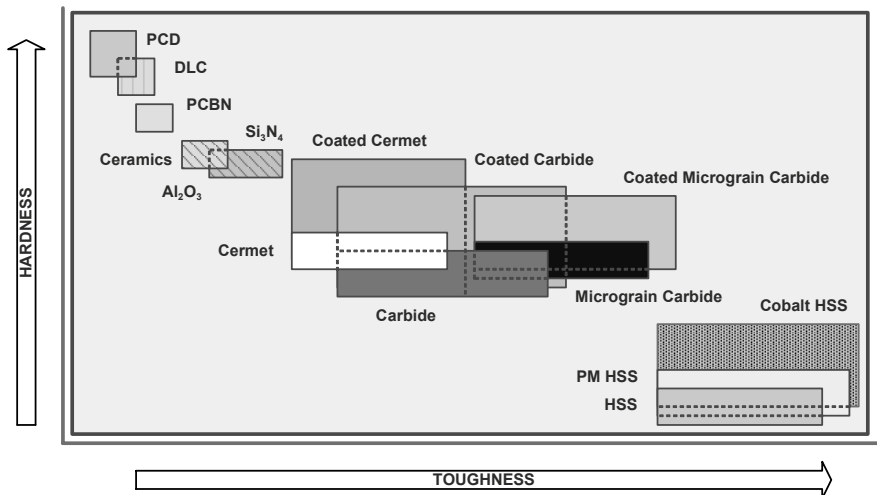 PCD
DLC
PCBN
Si₃N₄
Ceramics
Al₂O₃
Coated Cermet
Coated Carbide
Coated Micrograin Carbide
Cermet
Carbide
Micrograin Carbide
Cobalt HSS
PM HSS
HSS
HARDNESS
TOUGHNESS